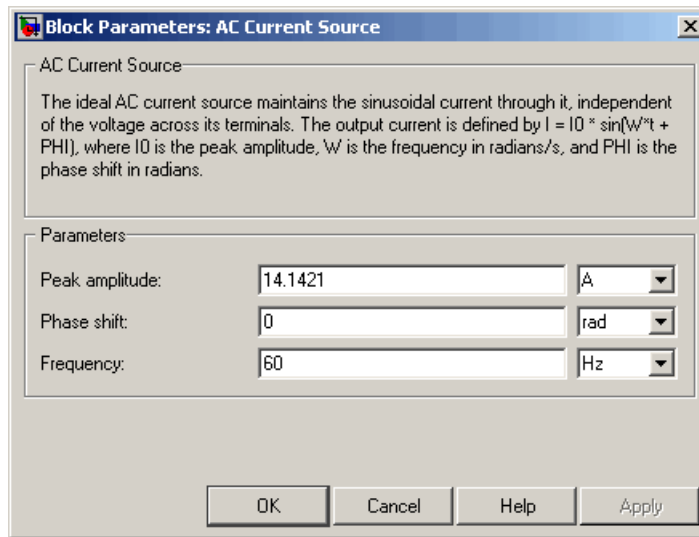 Block Parameters: AC Current Source
AC Current Source
The ideal AC current source maintains the sinusoidal current through it, independent
of the voltage across its terminals. The output current is defined by I = I0 * sin(W*t +
PHI), where I0 is the peak amplitude, W is the frequency in radians/s, and PHI is the
phase shift in radians.
Parameters
Peak amplitude: 14.1421 A
Phase shift: 0 rad
Frequency: 60 Hz
OK Cancel Help Apply